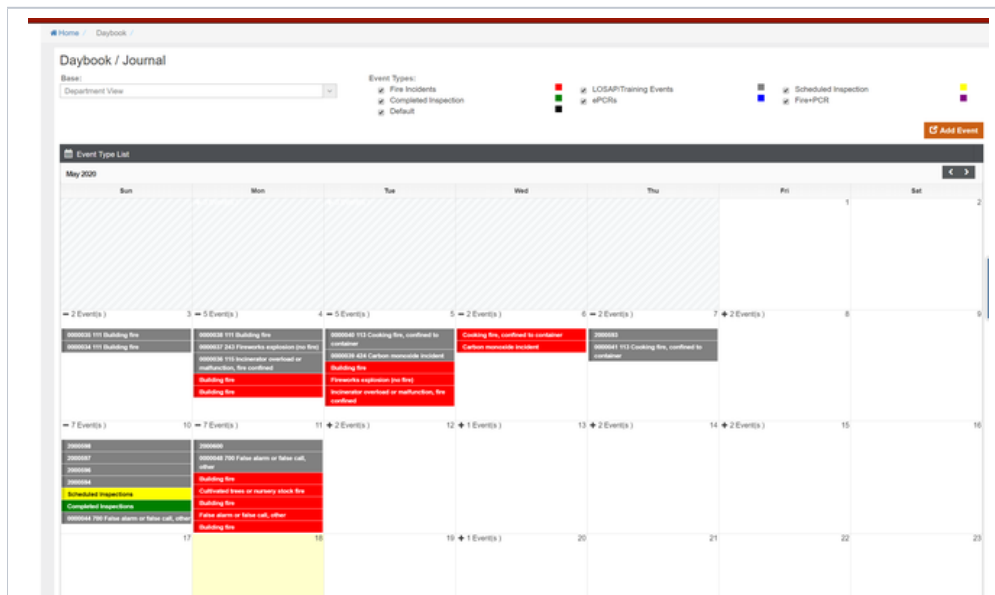 Home / Daybook /
Daybook / Journal
Base:
Department View
Event Types:
Fire Incidents
LOSAP/Training Events
Scheduled Inspection
Completed Inspection
ePCRs
Fire+PCR
Default
Add Event
Event Type List
May 2020
Sun Mon Tue Wed Thu Fri Sat
1 2
2 Event(s ) 3 5 Event(s ) 4 5 Event(s ) 5 2 Event(s ) 6 2 Event(s ) 7 2 Event(s ) 8 9
0000035 111 Building fire
0000034 111 Building fire
0000038 111 Building fire
0000037 243 Fireworks explosion (no fire)
0000036 115 Incinerator overload or
malfunction, fire confined
Building fire
Building fire
0000040 113 Cooking fire, confined to
container
0000039 424 Carbon monoxide incident
Building fire
Fireworks explosion (no fire)
Incinerator overload or malfunction, fire
confined
Cooking fire, confined to container
Carbon monoxide incident
0000041 113 Cooking fire, confined to
container
7 Event(s ) 10 7 Event(s ) 11 2 Event(s ) 12 1 Event(s ) 13 2 Event(s ) 14 2 Event(s ) 15 16
Scheduled Inspections
Completed Inspections
0000044 700 False alarm or false call, other
0000048 700 False alarm or false call,
other
Building fire
Cultivated trees or nursery stock fire
Building fire
False alarm or false call, other
Building fire
17 18 19 1 Event(s ) 20 21 22 23